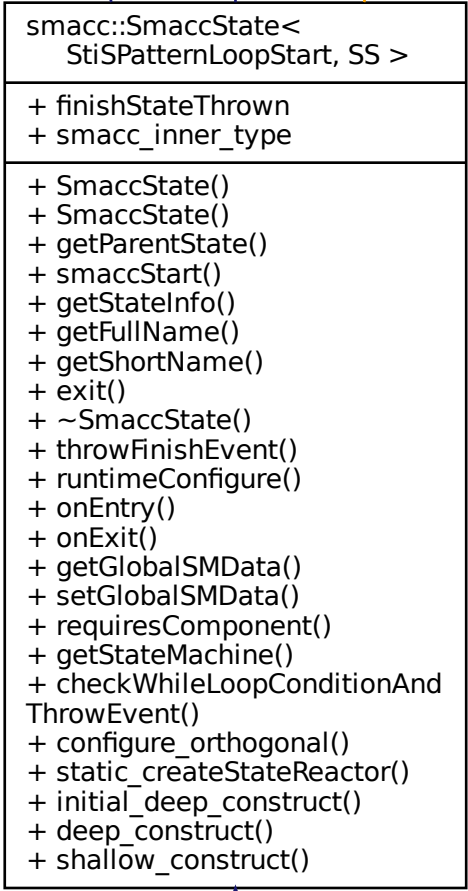 smacc::SmaccState<
StiSPatternLoopStart, SS >
+ finishStateThrown
+ smacc_inner_type
+ SmaccState()
+ SmaccState()
+ getParentState()
+ smaccStart()
+ getStateInfo()
+ getFullName()
+ getShortName()
+ exit()
+ ~SmaccState()
+ throwFinishEvent()
+ runtimeConfigure()
+ onEntry()
+ onExit()
+ getGlobalSMData()
+ setGlobalSMData()
+ requiresComponent()
+ getStateMachine()
+ checkWhileLoopConditionAnd
ThrowEvent()
+ configure_orthogonal()
+ static_createStateReactor()
+ initial_deep_construct()
+ deep_construct()
+ shallow_construct()